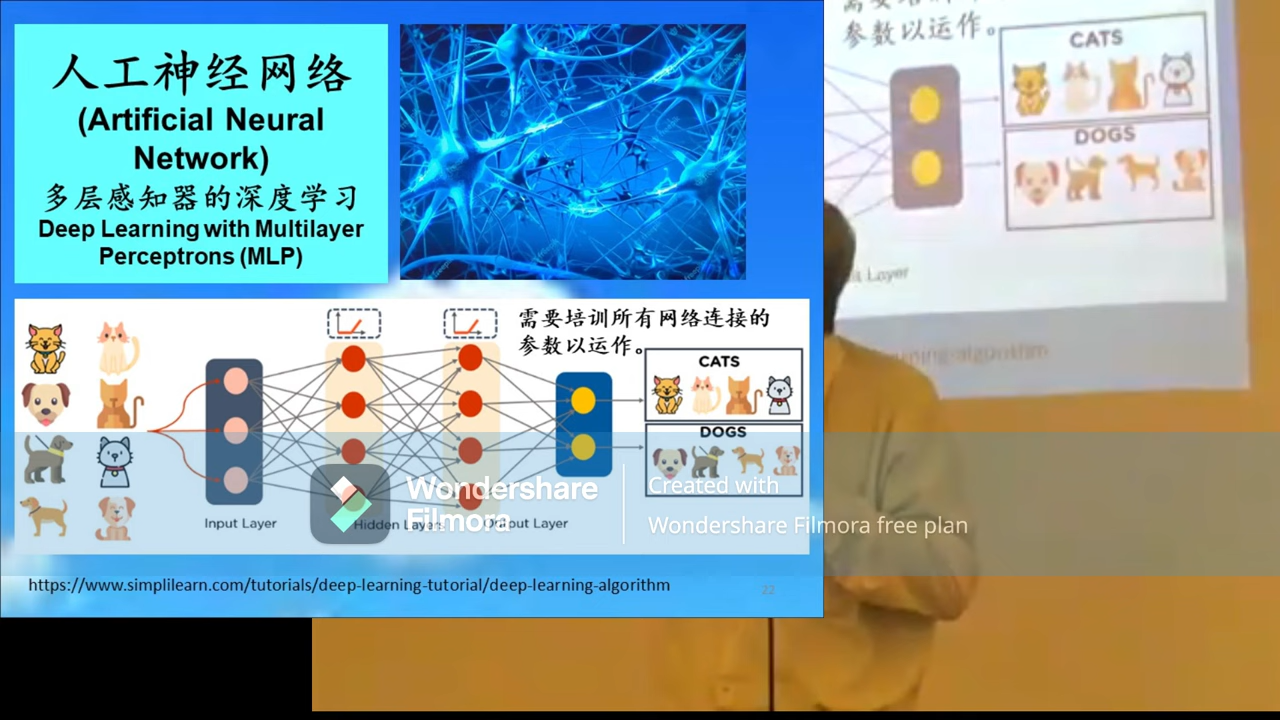 人工神经网络
(Artificial Neural
Network)
多层感知器的深度学习
Deep Learning with Multilayer
Perceptrons (MLP)
需要培训所有网络连接的
参数以运作。
CATS
DOGS
Input Layer
Hidden Layers
Output Layer
https://www.simplilearn.com/tutorials/deep-learning-tutorial/deep-learning-algorithm
22
Wondershare
Filmora
Created with
Wondershare Filmora free plan
参数以运作。
CATS
DOGS
Layer